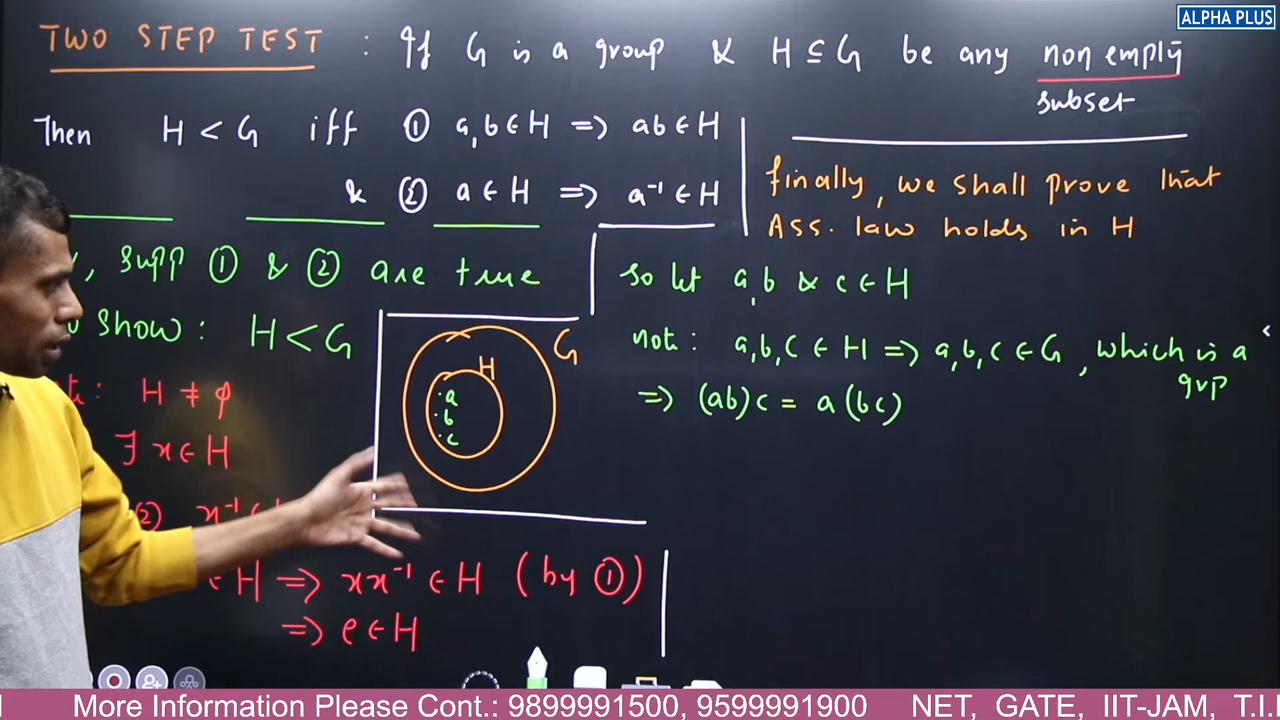 ALPHA PLUS
TWO STEP TEST : If G is a group & H ⊆ G be any non empty
subset
Then H < G iff ① a, b ∈ H => ab ∈ H
& ② a ∈ H => a⁻¹ ∈ H
supp ① & ② are true
show : H < G
H ≠ φ
∃ x ∈ H
② x⁻¹ ∈
∈ H => xx⁻¹ ∈ H (by ①)
=> e ∈ H
G
H
a
b
c
finally, we shall prove that
Ass. law holds in H
So let a, b & c ∈ H
not : a, b, c ∈ H => a, b, c ∈ G, which is a
grp
=> (ab)c = a(bc)
More Information Please Cont.: 9899991500, 9599991900 NET, GATE, IIT-JAM, T.I.